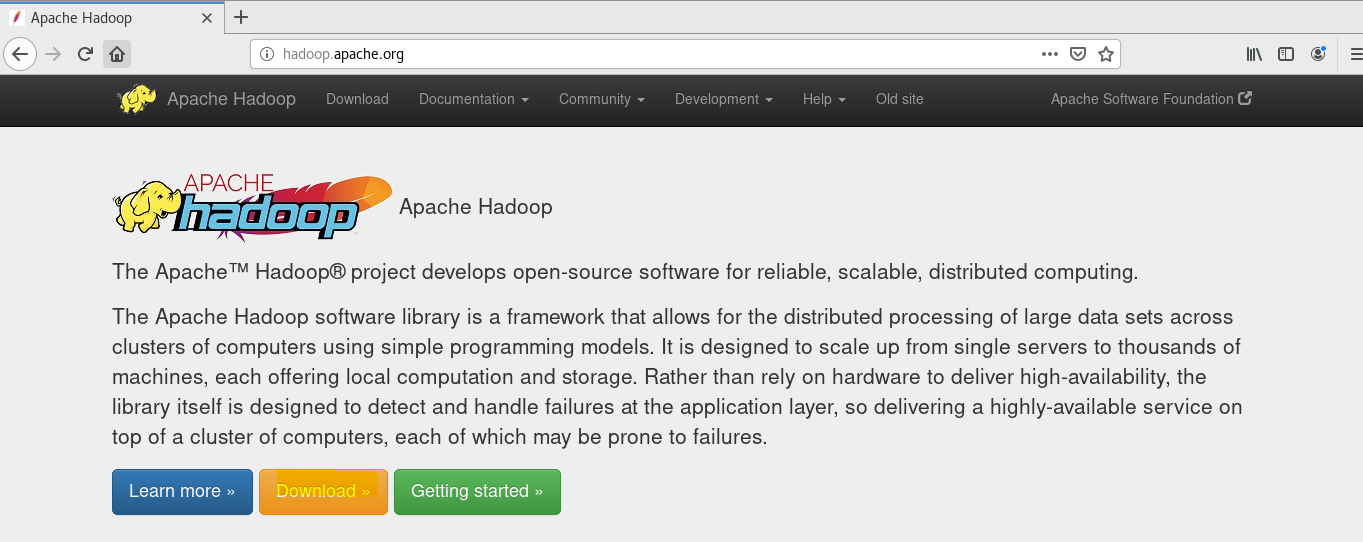 Apache Hadoop
hadoop.apache.org
Apache Hadoop Download Documentation Community Development Help Old site Apache Software Foundation
APACHE
hadoop
Apache Hadoop
The Apache™ Hadoop® project develops open-source software for reliable, scalable, distributed computing.
The Apache Hadoop software library is a framework that allows for the distributed processing of large data sets across
clusters of computers using simple programming models. It is designed to scale up from single servers to thousands of
machines, each offering local computation and storage. Rather than rely on hardware to deliver high-availability, the
library itself is designed to detect and handle failures at the application layer, so delivering a highly-available service on
top of a cluster of computers, each of which may be prone to failures.
Learn more » Download » Getting started »